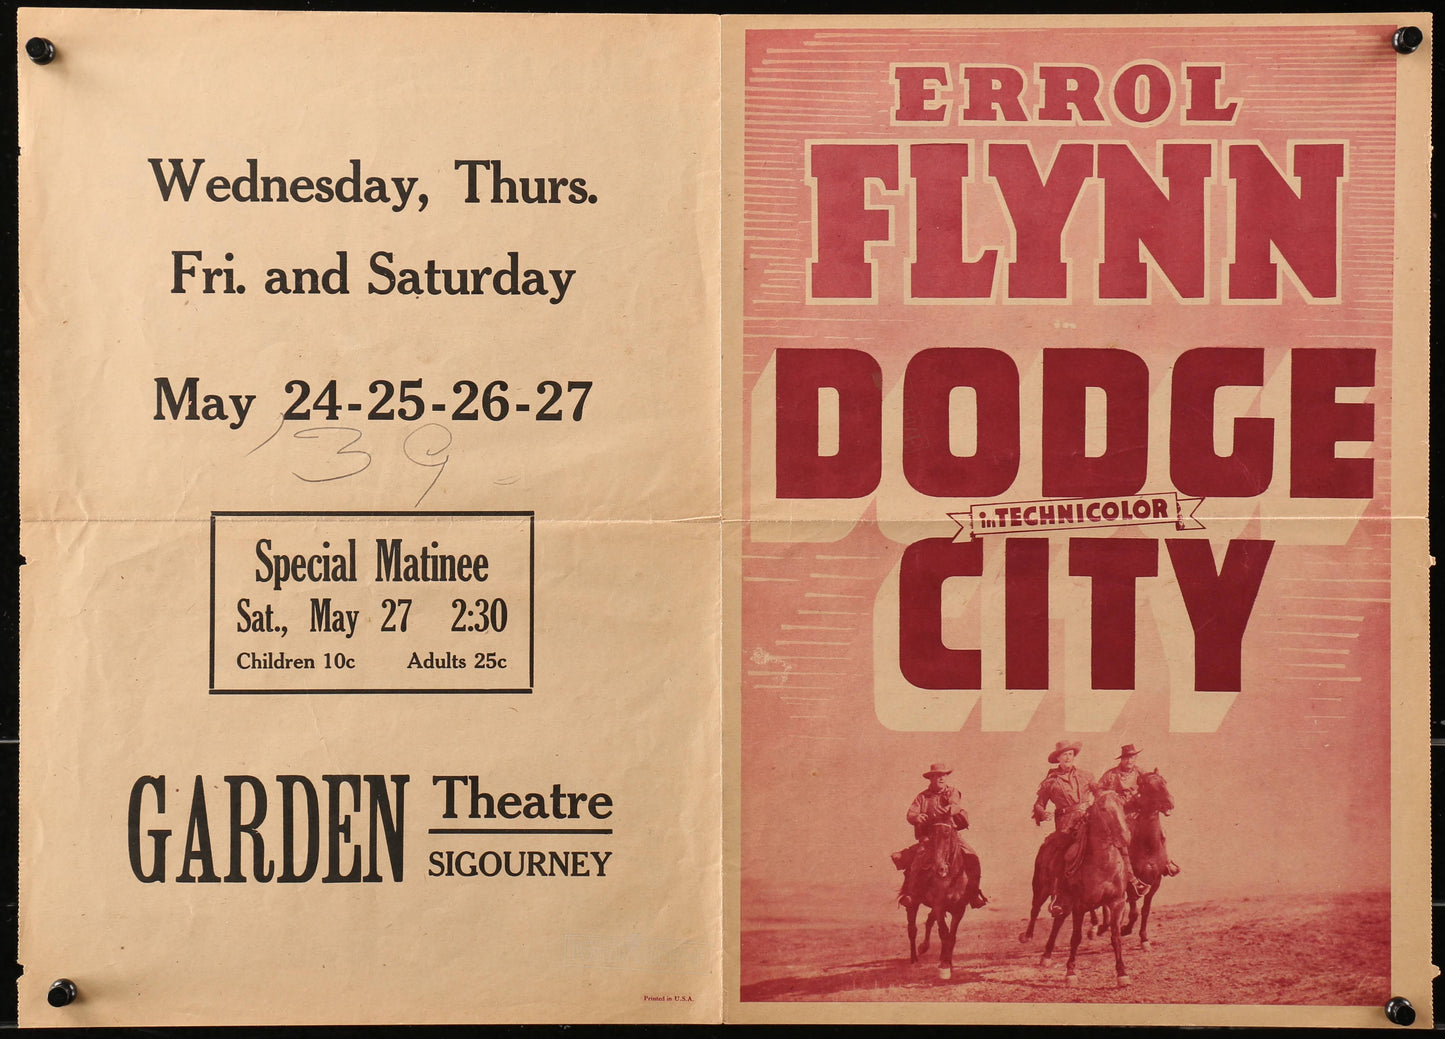 Wednesday, Thurs.
Fri. and Saturday
May 24-25-26-27
'39
Special Matinee
Sat., May 27 2:30
Children 10c Adults 25c
GARDEN Theatre
SIGOURNEY
Printed in U.S.A.
ERROL
FLYNN
in
DODGE
in TECHNICOLOR
CITY